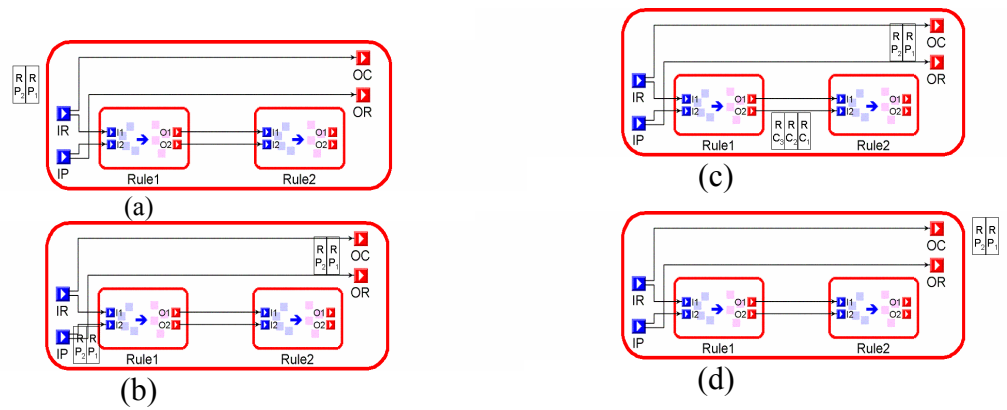 R R
P2 P1
IR
IP
OC
OR
I1 O1
I2 O2
Rule1
I1 O1
I2 O2
Rule2
(a)
R R
P2 P1
OC
OR
IR
IP
R R
P2 P1
I1 O1
I2 O2
Rule1
I1 O1
I2 O2
Rule2
(b)
R R
P2 P1
OC
OR
IR
IP
I1 O1
I2 O2
Rule1
R R R
C3 C2 C1
I1 O1
I2 O2
Rule2
(c)
R R
P2 P1
OC
OR
IR
IP
I1 O1
I2 O2
Rule1
I1 O1
I2 O2
Rule2
(d)